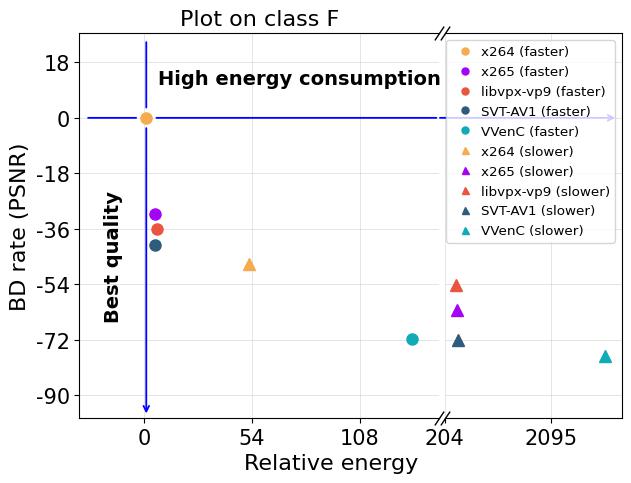 Plot on class F
High energy consumption
Best quality
BD rate (PSNR)
18
0
-18
-36
-54
-72
-90
x264 (faster)
x265 (faster)
libvpx-vp9 (faster)
SVT-AV1 (faster)
VVenC (faster)
x264 (slower)
x265 (slower)
libvpx-vp9 (slower)
SVT-AV1 (slower)
VVenC (slower)
0 54 108 204 2095
Relative energy